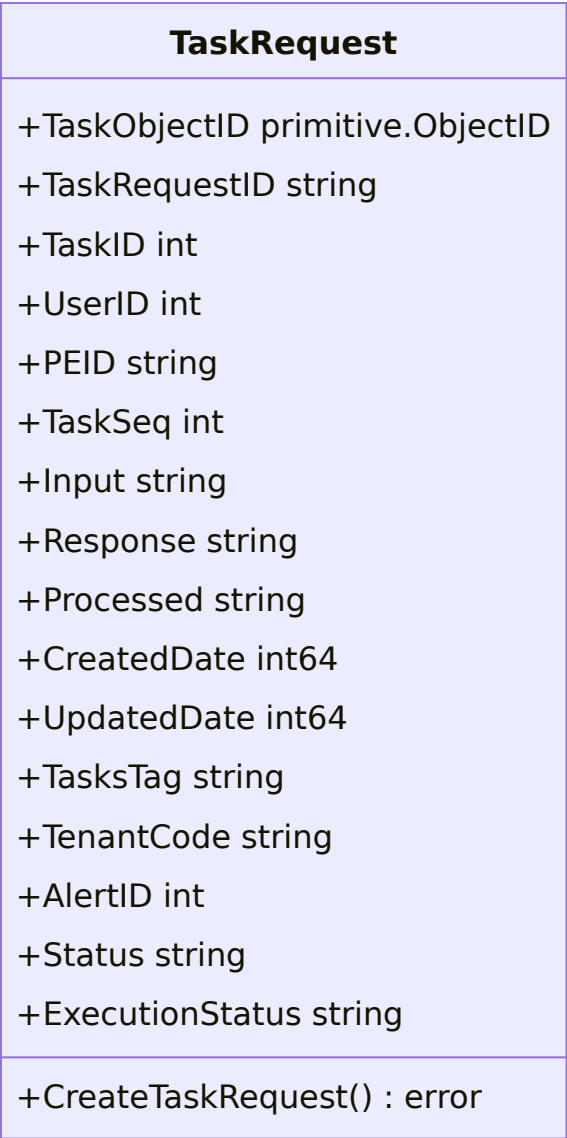 TaskRequest
+TaskObjectID primitive.ObjectID
+TaskRequestID string
+TaskID int
+UserID int
+PEID string
+TaskSeq int
+Input string
+Response string
+Processed string
+CreatedDate int64
+UpdatedDate int64
+TasksTag string
+TenantCode string
+AlertID int
+Status string
+ExecutionStatus string
+CreateTaskRequest() : error